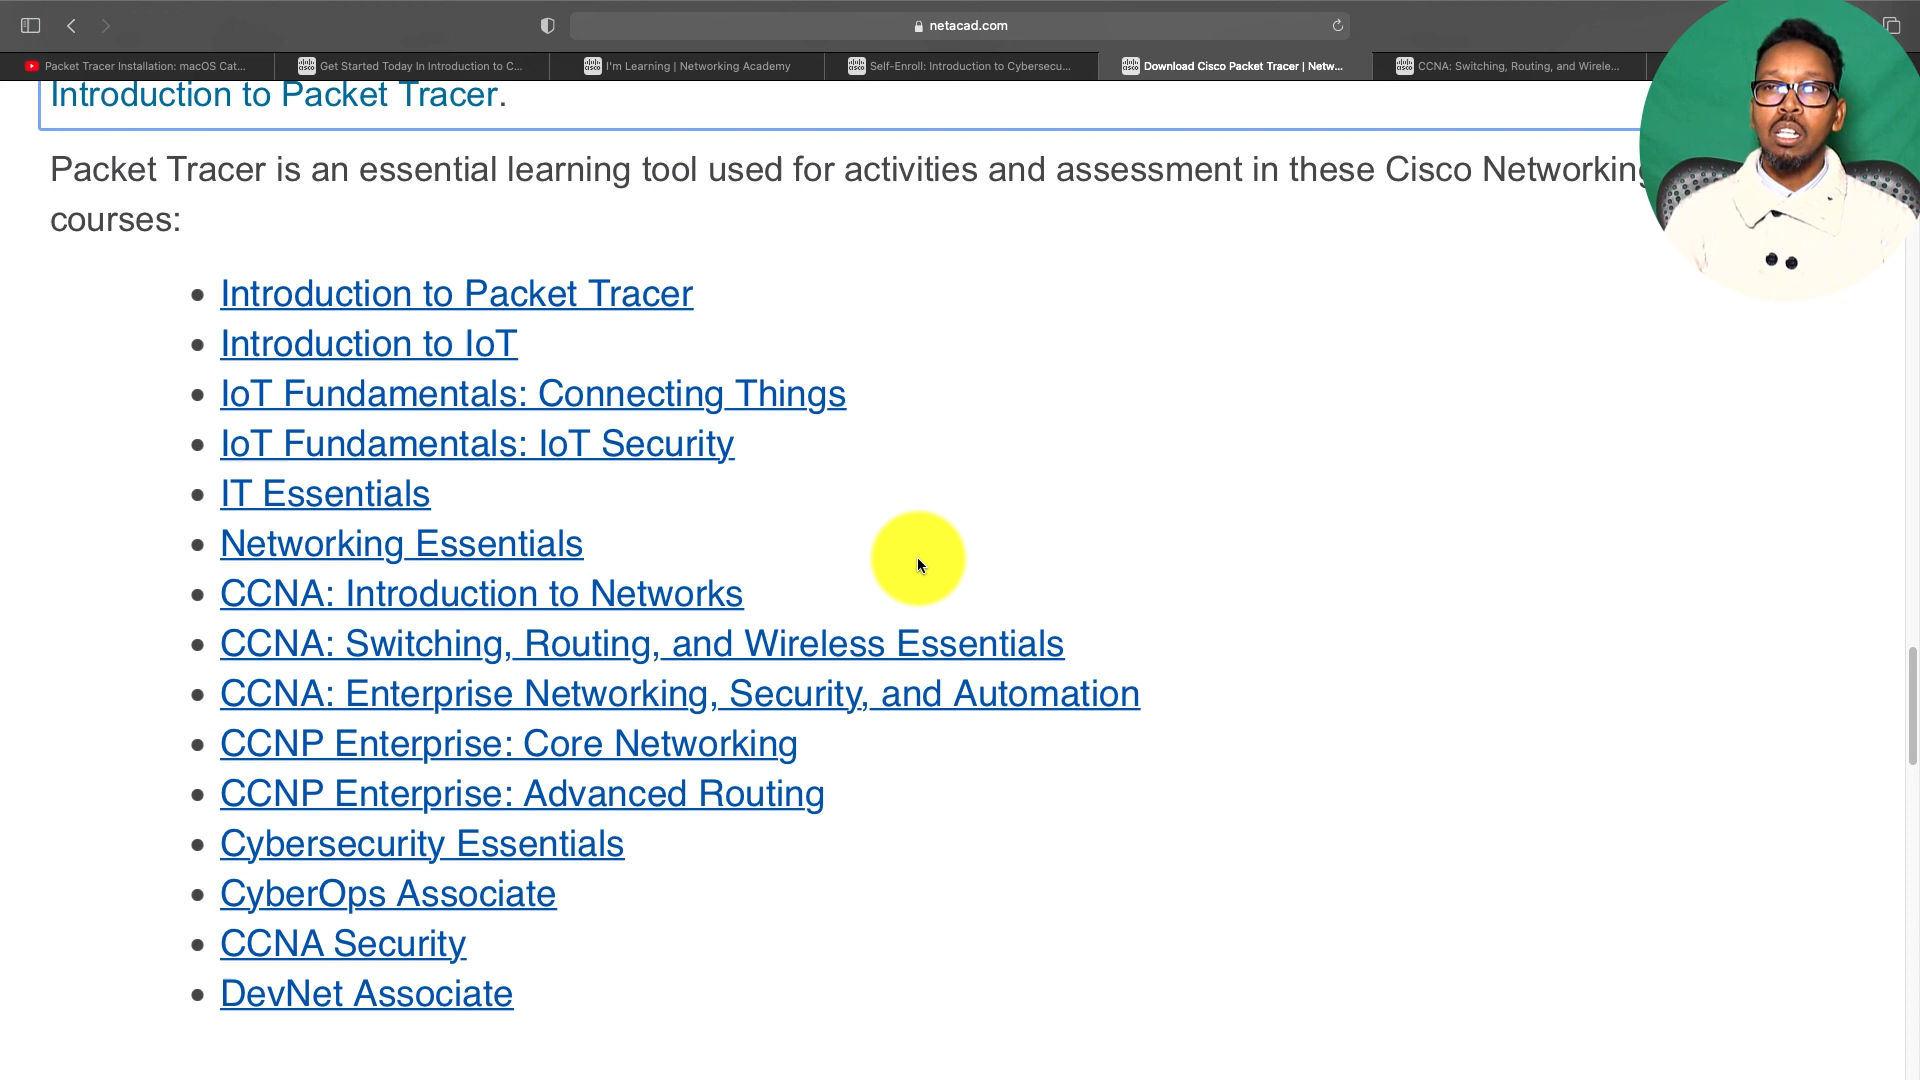 netacad.com
Packet Tracer Installation: macOS Cat...
Get Started Today In Introduction to C...
I'm Learning | Networking Academy
Self-Enroll: Introduction to Cybersecu...
Download Cisco Packet Tracer | Netw...
CCNA: Switching, Routing, and Wirele...
Introduction to Packet Tracer.
Packet Tracer is an essential learning tool used for activities and assessment in these Cisco Networking
courses:
Introduction to Packet Tracer
Introduction to IoT
IoT Fundamentals: Connecting Things
IoT Fundamentals: IoT Security
IT Essentials
Networking Essentials
CCNA: Introduction to Networks
CCNA: Switching, Routing, and Wireless Essentials
CCNA: Enterprise Networking, Security, and Automation
CCNP Enterprise: Core Networking
CCNP Enterprise: Advanced Routing
Cybersecurity Essentials
CyberOps Associate
CCNA Security
DevNet Associate